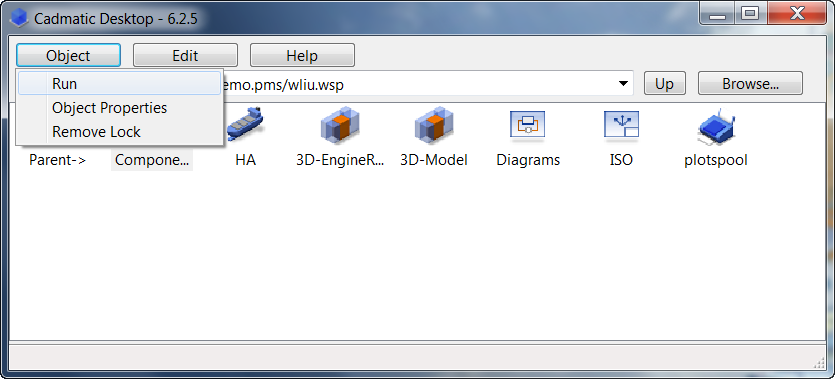 Cadmatic Desktop - 6.2.5
Object Edit Help
Run
Object Properties
Remove Lock
emo.pms/wliu.wsp Up Browse...
Parent-> Compone... HA 3D-EngineR... 3D-Model Diagrams ISO plotspool